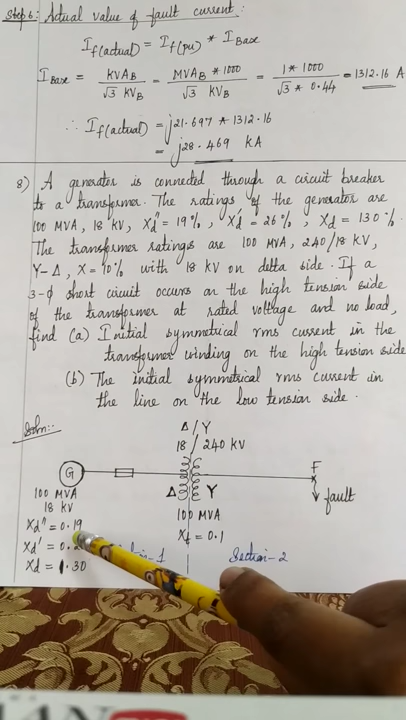 Step 6: Actual value of fault current:
If(actual) = If(pu) * IBase
IBase = KVAB / √3 KVB = MVAB * 1000 / √3 KVB = 1 * 1000 / √3 * 0.44 = 1312.16 A
∴ If(actual) = j21.697 * 1312.16
= j28.469 kA
8) A generator is connected through a circuit breaker
to a transformer. The ratings of the generator are
100 MVA, 18 kV, Xd'' = 19%, Xd' = 26%, Xd = 130%.
The transformer ratings are 100 MVA, 240/18 kV,
Y-Δ, X = 10% with 18 kV on delta side. If a
3-φ short circuit occurs on the high tension side
of the transformer at rated voltage and no load,
find (a) Initial symmetrical rms current in the
transformer winding on the high tension side
(b) The initial symmetrical rms current in
the line on the low tension side.
Soln:-
Δ/Y
18/240 kV
G
F
Δ Y
fault
100 MVA
18 kV
100 MVA
Xd'' = 0.19
Xt = 0.1
Xd' = 0.2
-1
Section-2
Xd = 1.30